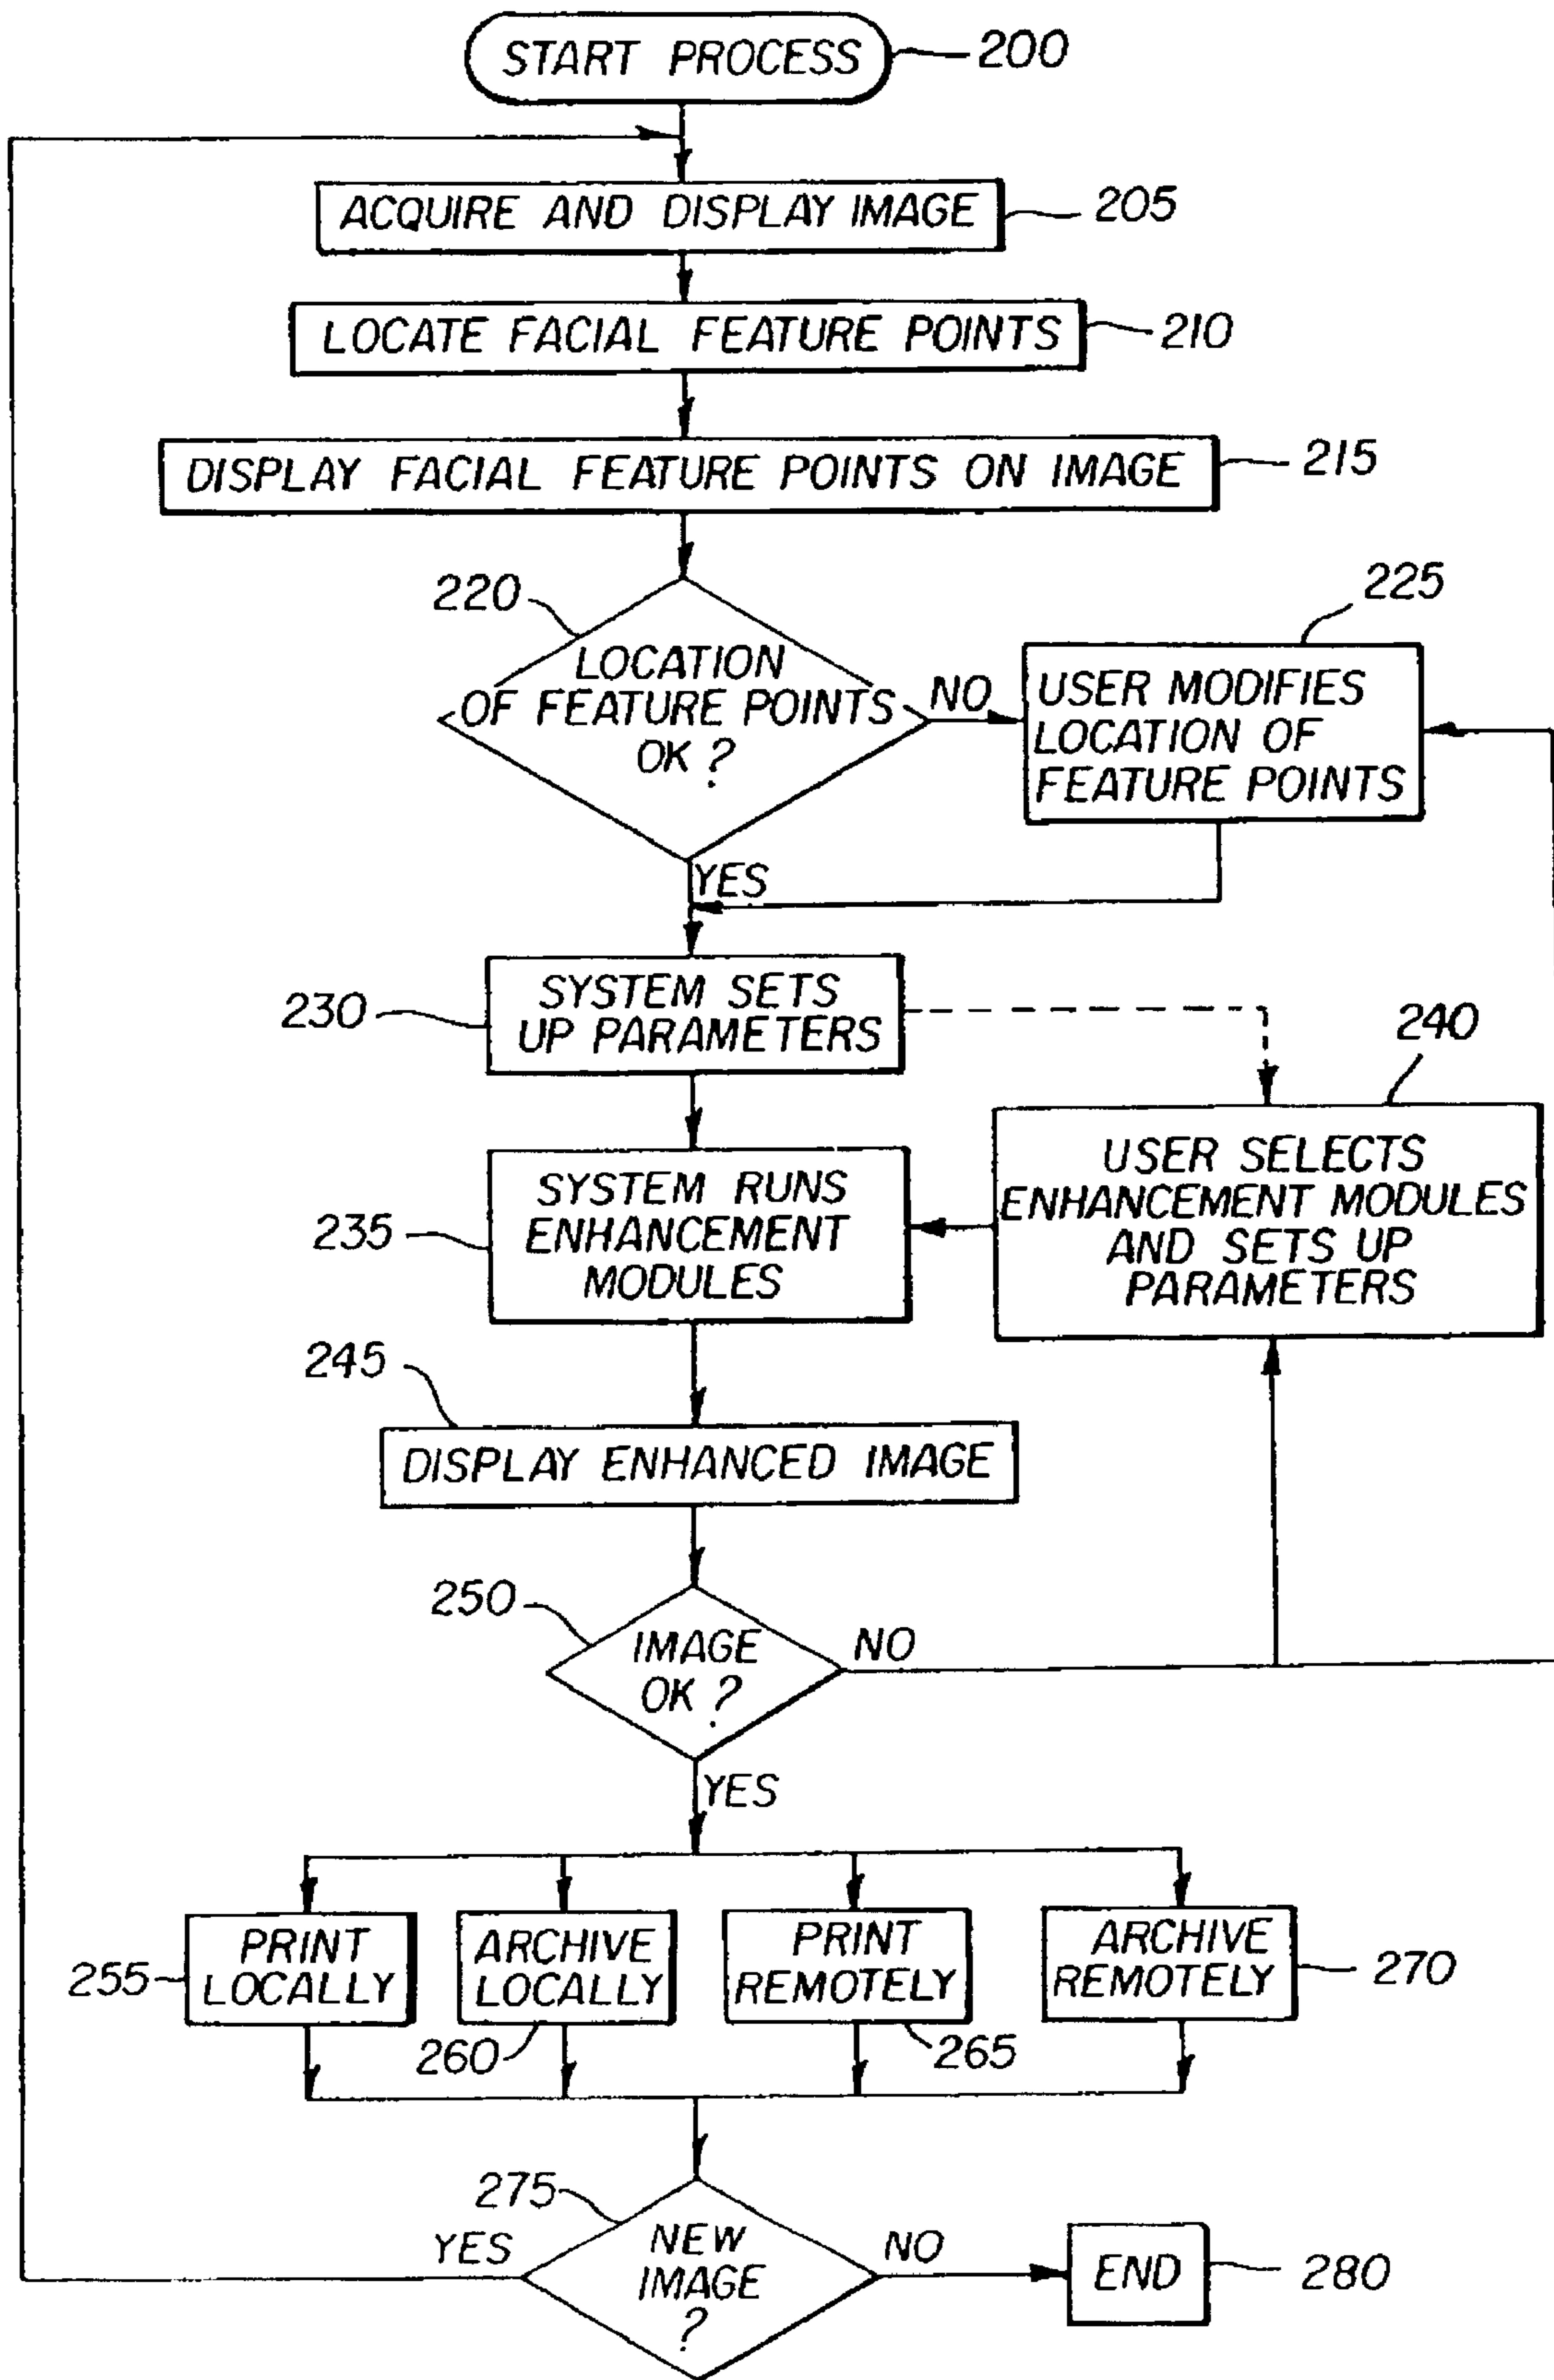 START PROCESS
200
ACQUIRE AND DISPLAY IMAGE
205
LOCATE FACIAL FEATURE POINTS
210
DISPLAY FACIAL FEATURE POINTS ON IMAGE
215
220
LOCATION
OF FEATURE POINTS
OK ?
NO
225
USER MODIFIES
LOCATION OF
FEATURE POINTS
YES
230
SYSTEM SETS
UP PARAMETERS
240
235
SYSTEM RUNS
ENHANCEMENT
MODULES
USER SELECTS
ENHANCEMENT MODULES
AND SETS UP
PARAMETERS
245
DISPLAY ENHANCED IMAGE
250
IMAGE
OK ?
NO
YES
255
PRINT
LOCALLY
ARCHIVE
LOCALLY
260
PRINT
REMOTELY
265
ARCHIVE
REMOTELY
270
275
NEW
IMAGE
?
YES
NO
END
280